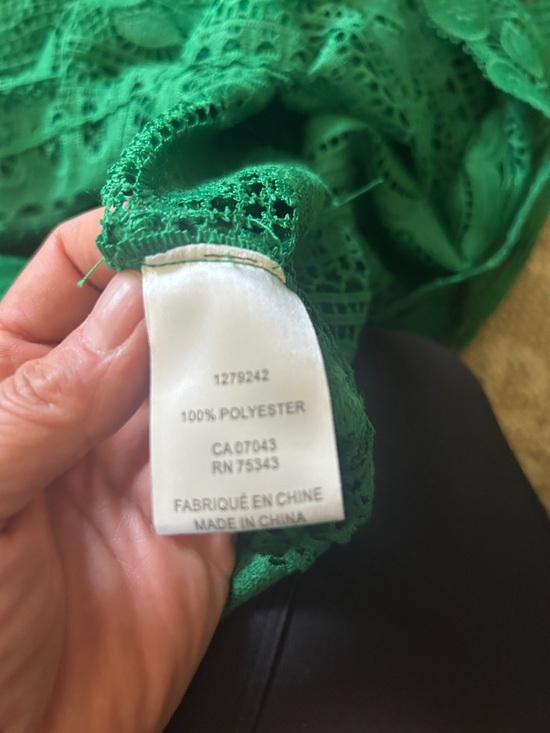 1279242
100% POLYESTER
CA 07043
RN 75343
FABRIQUÉ EN CHINE
MADE IN CHINA